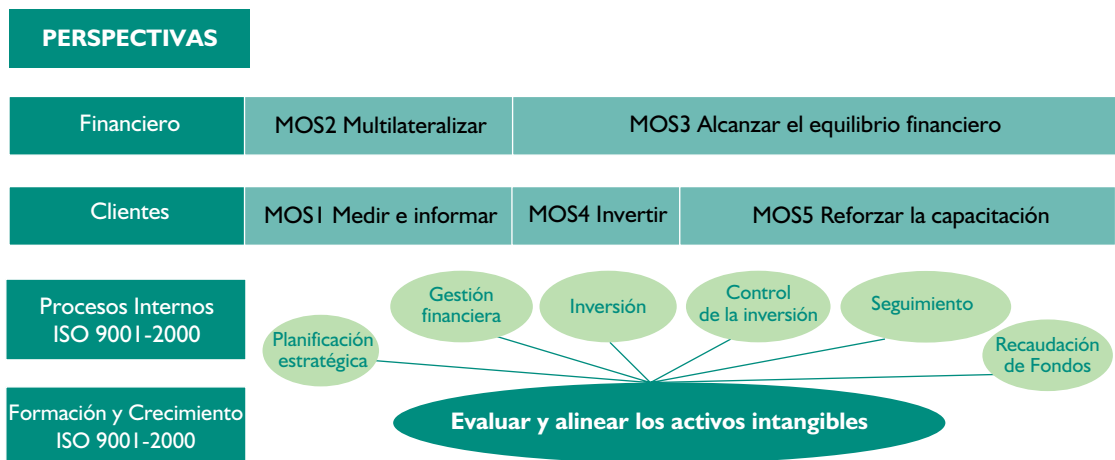 PERSPECTIVAS
Financiero
MOS2 Multilateralizar
MOS3 Alcanzar el equilibrio financiero
Clientes
MOS1 Medir e informar
MOS4 Invertir
MOS5 Reforzar la capacitación
Procesos Internos
ISO 9001-2000
Planificación
estratégica
Gestión
financiera
Inversión
Control
de la inversión
Seguimiento
Recaudación
de Fondos
Formación y Crecimiento
ISO 9001-2000
Evaluar y alinear los activos intangibles